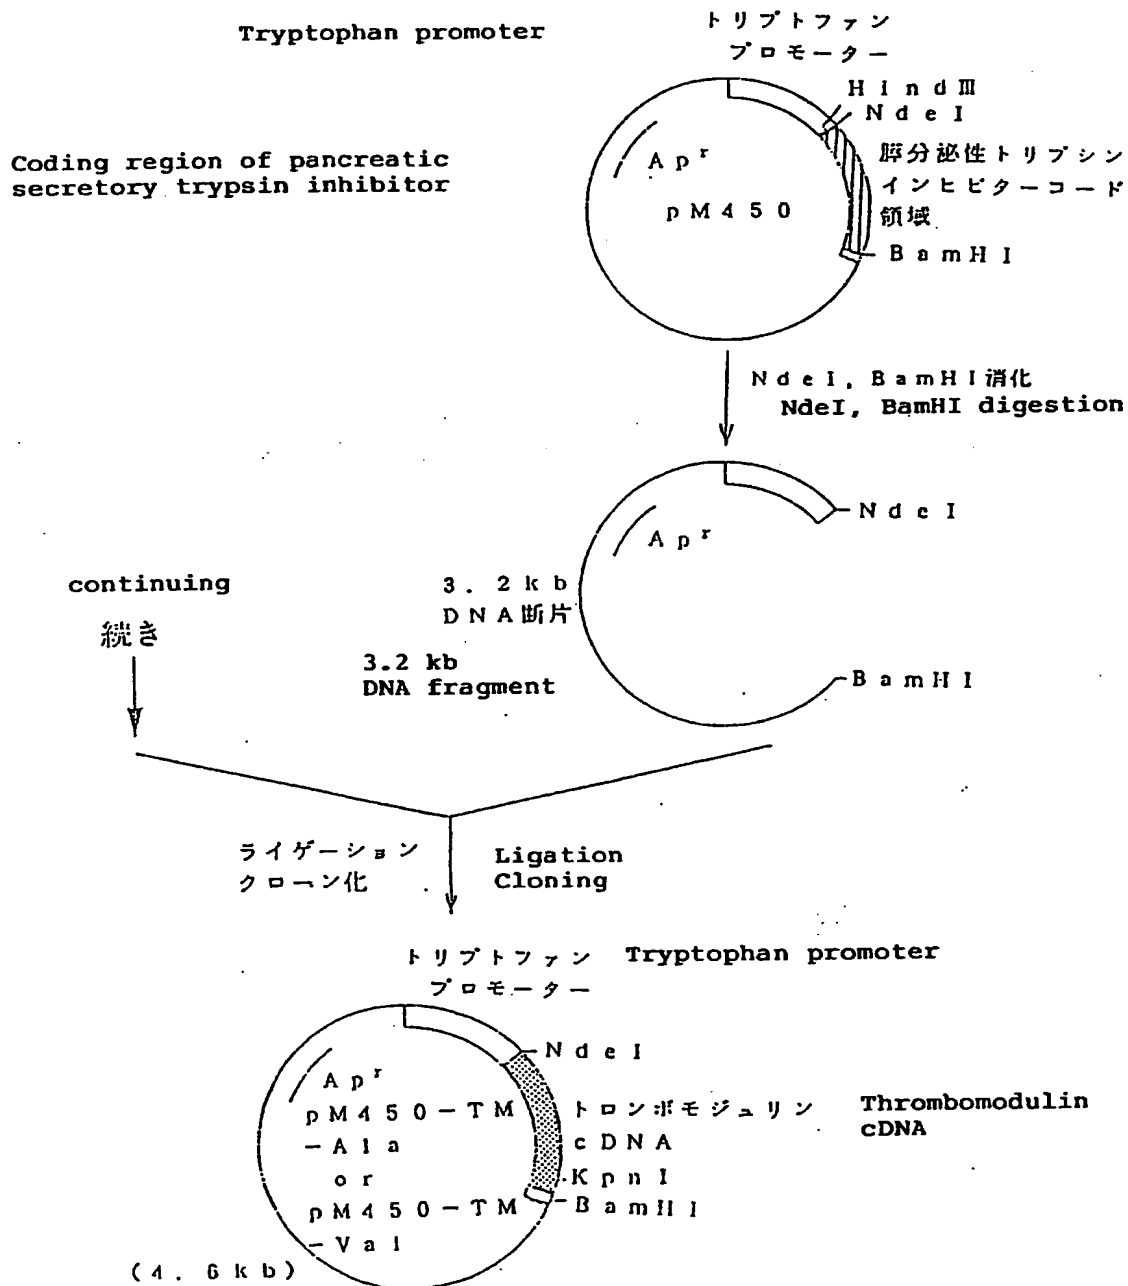 Tryptophan promoter
トリプトファン
プロモーター
HindⅢ
NdeI
Coding region of pancreatic
secretory trypsin inhibitor
Apr
膵分泌性トリプシン
インヒビターコード
領域
pM450
BamHI
NdeI, BamHI消化
NdeI, BamHI digestion
NdeI
Apr
continuing
続き
3.2kb
DNA断片
3.2 kb
DNA fragment
BamHI
ライゲーション
クローン化
Ligation
Cloning
トリプトファン
プロモーター
Tryptophan promoter
NdeI
Apr
pM450-TM
-Ala
or
pM450-TM
-Val
トロンボモジュリン
cDNA
Thrombomodulin
cDNA
KpnI
BamHI
(4.6kb)